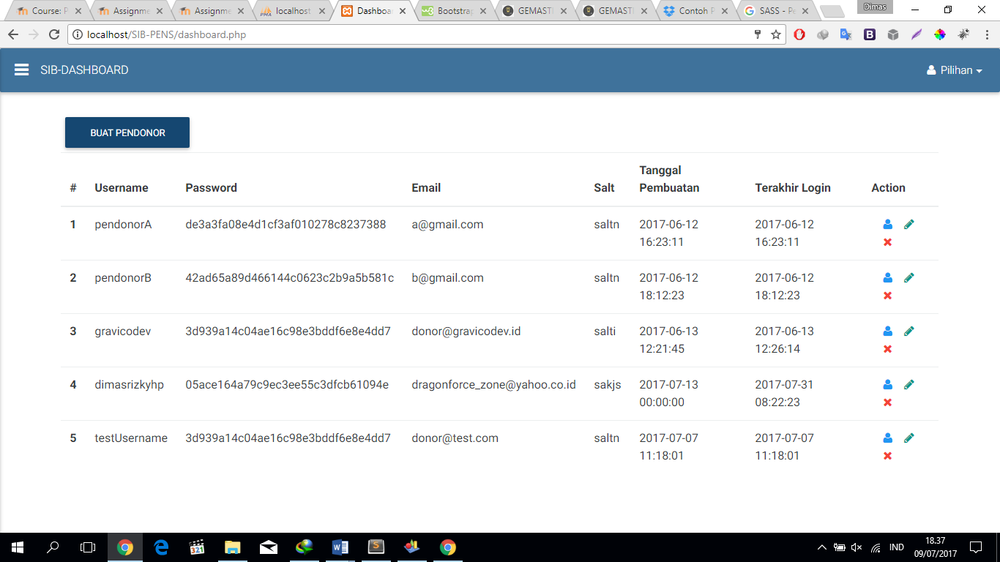 Course: P
Assignme
Assignme
localhost
Dashboar
Bootstrap
GEMASTI
GEMASTI
Contoh P
SASS - Pe
Dimas
localhost/SIB-PENS/dashboard.php
SIB-DASHBOARD
Pilihan
BUAT PENDONOR
# Username Password Email Salt Tanggal Pembuatan Terakhir Login Action
1 pendonorA de3a3fa08e4d1cf3af010278c8237388 a@gmail.com saltn 2017-06-12 2017-06-12
16:23:11 16:23:11
2 pendonorB 42ad65a89d466144c0623c2b9a5b581c b@gmail.com saltn 2017-06-12 2017-06-12
18:12:23 18:12:23
3 gravicodev 3d939a14c04ae16c98e3bddf6e8e4dd7 donor@gravicodev.id salti 2017-06-13 2017-06-13
12:21:45 12:26:14
4 dimasrizkyhp 05ace164a79c9ec3ee55c3dfcb61094e dragonforce_zone@yahoo.co.id sakjs 2017-07-13 2017-07-31
00:00:00 08:22:23
5 testUsername 3d939a14c04ae16c98e3bddf6e8e4dd7 donor@test.com saltn 2017-07-07 2017-07-07
11:18:01 11:18:01
IND
18.37
09/07/2017